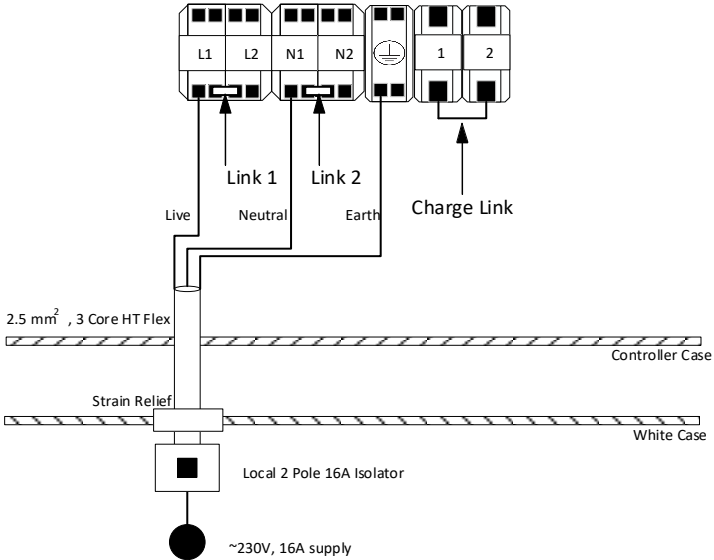 L1 L2 N1 N2 1 2
Link 1 Link 2
Charge Link
Live Neutral Earth
2.5 mm2 , 3 Core HT Flex
Controller Case
Strain Relief
White Case
Local 2 Pole 16A Isolator
~230V, 16A supply